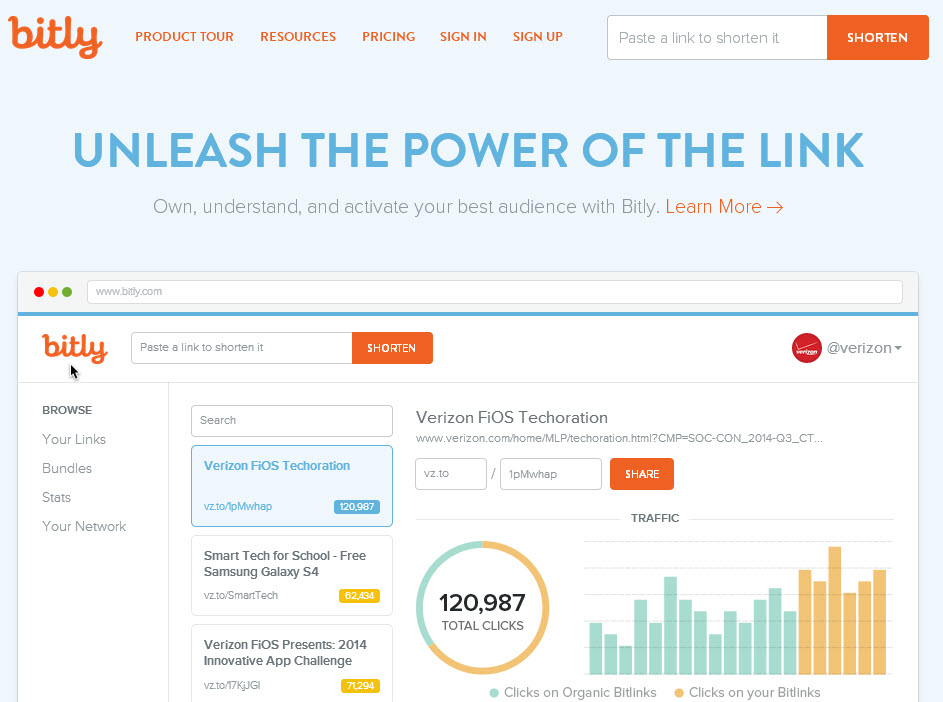 bitly PRODUCT TOUR RESOURCES PRICING SIGN IN SIGN UP Paste a link to shorten it SHORTEN
UNLEASH THE POWER OF THE LINK
Own, understand, and activate your best audience with Bitly. Learn More →
www.bitly.com
bitly Paste a link to shorten it SHORTEN verizon @verizon
BROWSE
Your Links
Bundles
Stats
Your Network
Search
Verizon FiOS Techoration
vz.to/1pMwhap 120,987
Smart Tech for School - Free
Samsung Galaxy S4
vz.to/SmartTech 62,434
Verizon FiOS Presents: 2014
Innovative App Challenge
vz.to/17KjJGI 71,294
Verizon FiOS Techoration
www.verizon.com/home/MLP/techoration.html?CMP=SOC-CON_2014-Q3_CT...
vz.to / 1pMwhap SHARE
TRAFFIC
120,987
TOTAL CLICKS
Clicks on Organic Bitlinks Clicks on your Bitlinks